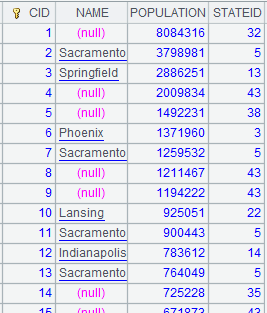 CID NAME POPULATION STATEID
1 (null) 8084316 32
2 Sacramento 3798981 5
3 Springfield 2886251 13
4 (null) 2009834 43
5 (null) 1492231 38
6 Phoenix 1371960 3
7 Sacramento 1259532 5
8 (null) 1211467 43
9 (null) 1194222 43
10 Lansing 925051 22
11 Sacramento 900443 5
12 Indianapolis 783612 14
13 Sacramento 764049 5
14 (null) 725228 35
15 (null) 671873 43